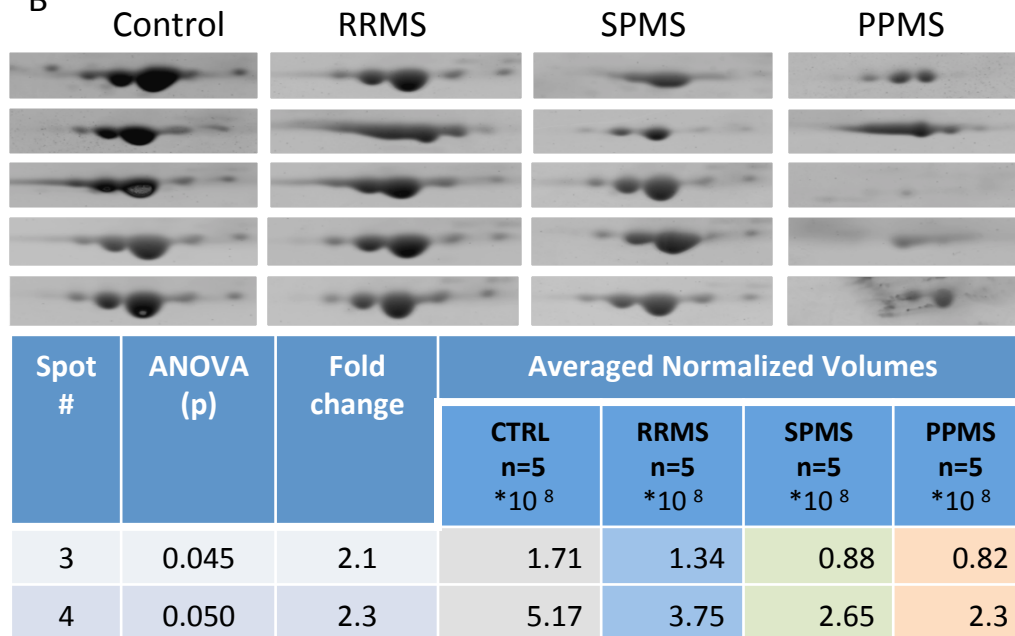 B
Control RRMS SPMS PPMS
Spot # ANOVA (p) Fold change Averaged Normalized Volumes
CTRL n=5 *10 8 RRMS n=5 *10 8 SPMS n=5 *10 8 PPMS n=5 *10 8
3 0.045 2.1 1.71 1.34 0.88 0.82
4 0.050 2.3 5.17 3.75 2.65 2.3